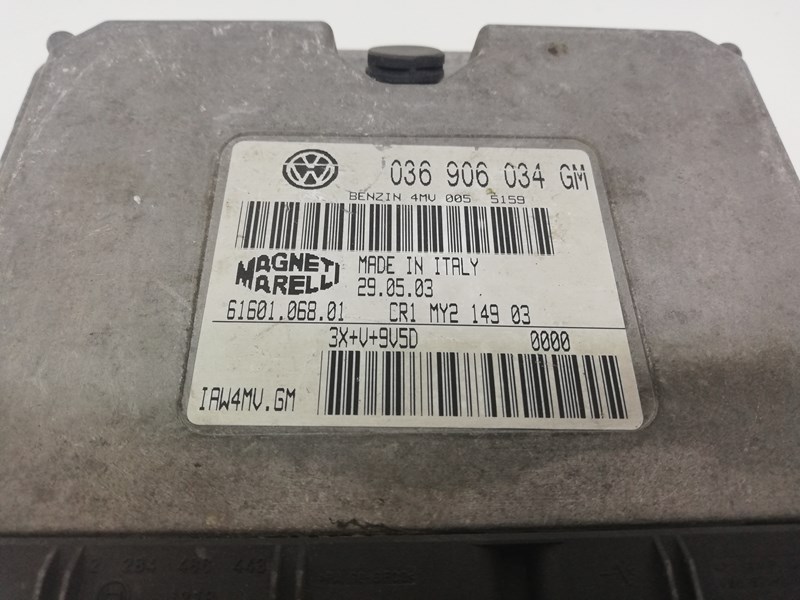 036 906 034 GM
BENZIN 4MV 005 5159
MAGNETI
MARELLI
MADE IN ITALY
29.05.03
61601.068.01 CR1 MY2 149 03
3X+V+9V5D 0000
IAW4MV.GM